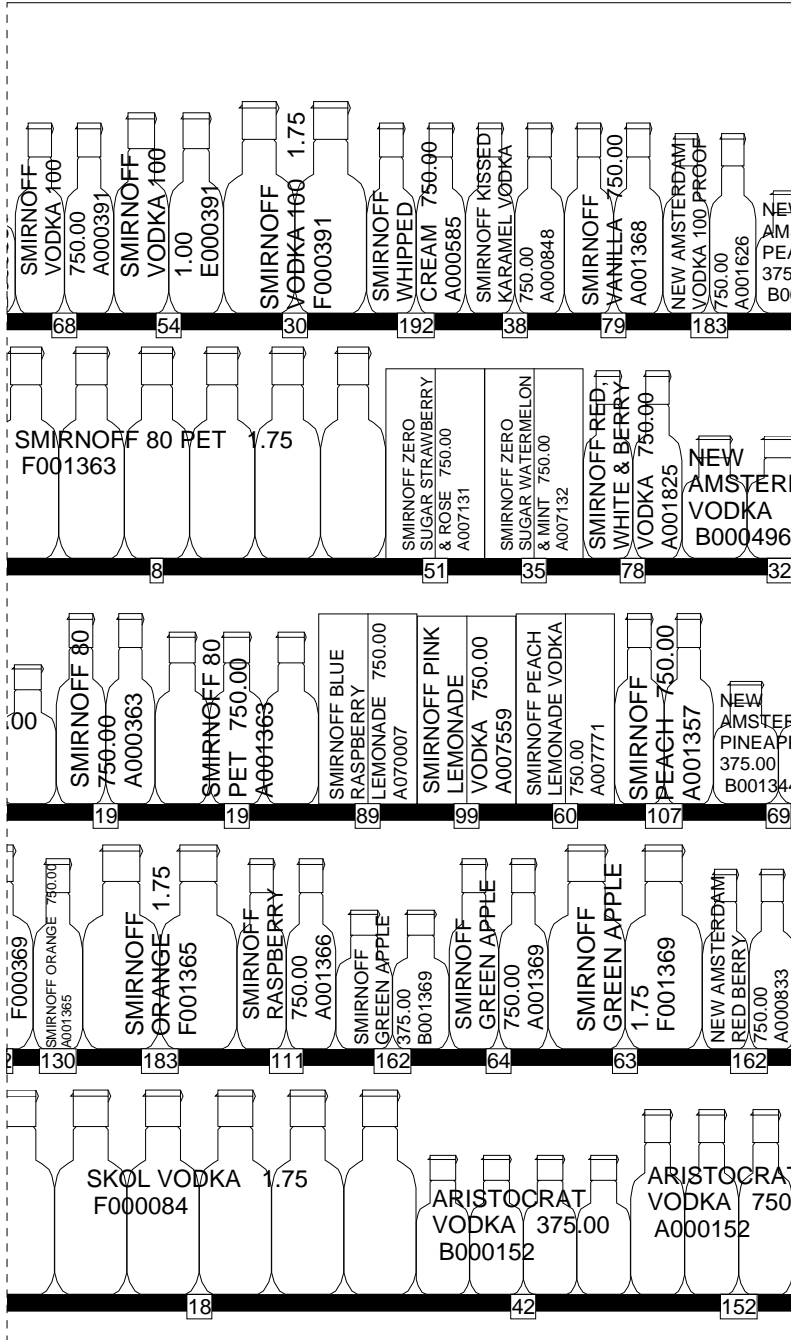 SMIRNOFF
VODKA 100
750.00
A000391
SMIRNOFF
VODKA 100
1.00
E000391
SMIRNOFF
VODKA 100 1.75
F000391
SMIRNOFF
WHIPPED
CREAM 750.00
A000585
SMIRNOFF KISSED
KARAMEL VODKA
750.00
A000848
SMIRNOFF
VANILLA 750.00
A001368
NEW AMSTERDAM
VODKA 100 PROOF
750.00
A001626
NEW
375
68
54
30
192
38
79
183
SMIRNOFF 80 PET 1.75
F001363
SMIRNOFF ZERO
SUGAR STRAWBERRY
& ROSE 750.00
A007131
SMIRNOFF ZERO
SUGAR WATERMELON
& MINT 750.00
A007132
SMIRNOFF RED,
WHITE & BERRY
VODKA 750.00
A001825
NEW
VODKA
B000496
8
51
35
78
32
.00
SMIRNOFF 80
750.00
A000363
SMIRNOFF 80
PET 750.00
A001363
SMIRNOFF BLUE
RASPBERRY
LEMONADE 750.00
A070007
SMIRNOFF PINK
LEMONADE
VODKA 750.00
A007559
SMIRNOFF PEACH
LEMONADE VODKA
750.00
A007771
SMIRNOFF
PEACH 750.00
A001357
NEW
375.00
B001344
19
19
89
99
60
107
69
F000369
SMIRNOFF ORANGE 750.00
A001365
SMIRNOFF
ORANGE 1.75
F001365
SMIRNOFF
RASPBERRY
750.00
A001366
SMIRNOFF
GREEN APPLE
375.00
B001369
SMIRNOFF
GREEN APPLE
750.00
A001369
SMIRNOFF
GREEN APPLE
1.75
F001369
NEW AMSTERDAM
RED BERRY
750.00
A000833
130
183
111
162
64
63
162
SKOL VODKA 1.75
F000084
ARISTOCRAT
VODKA 375.00
B000152
ARISTOCRAT
VODKA 750
A000152
18
42
152